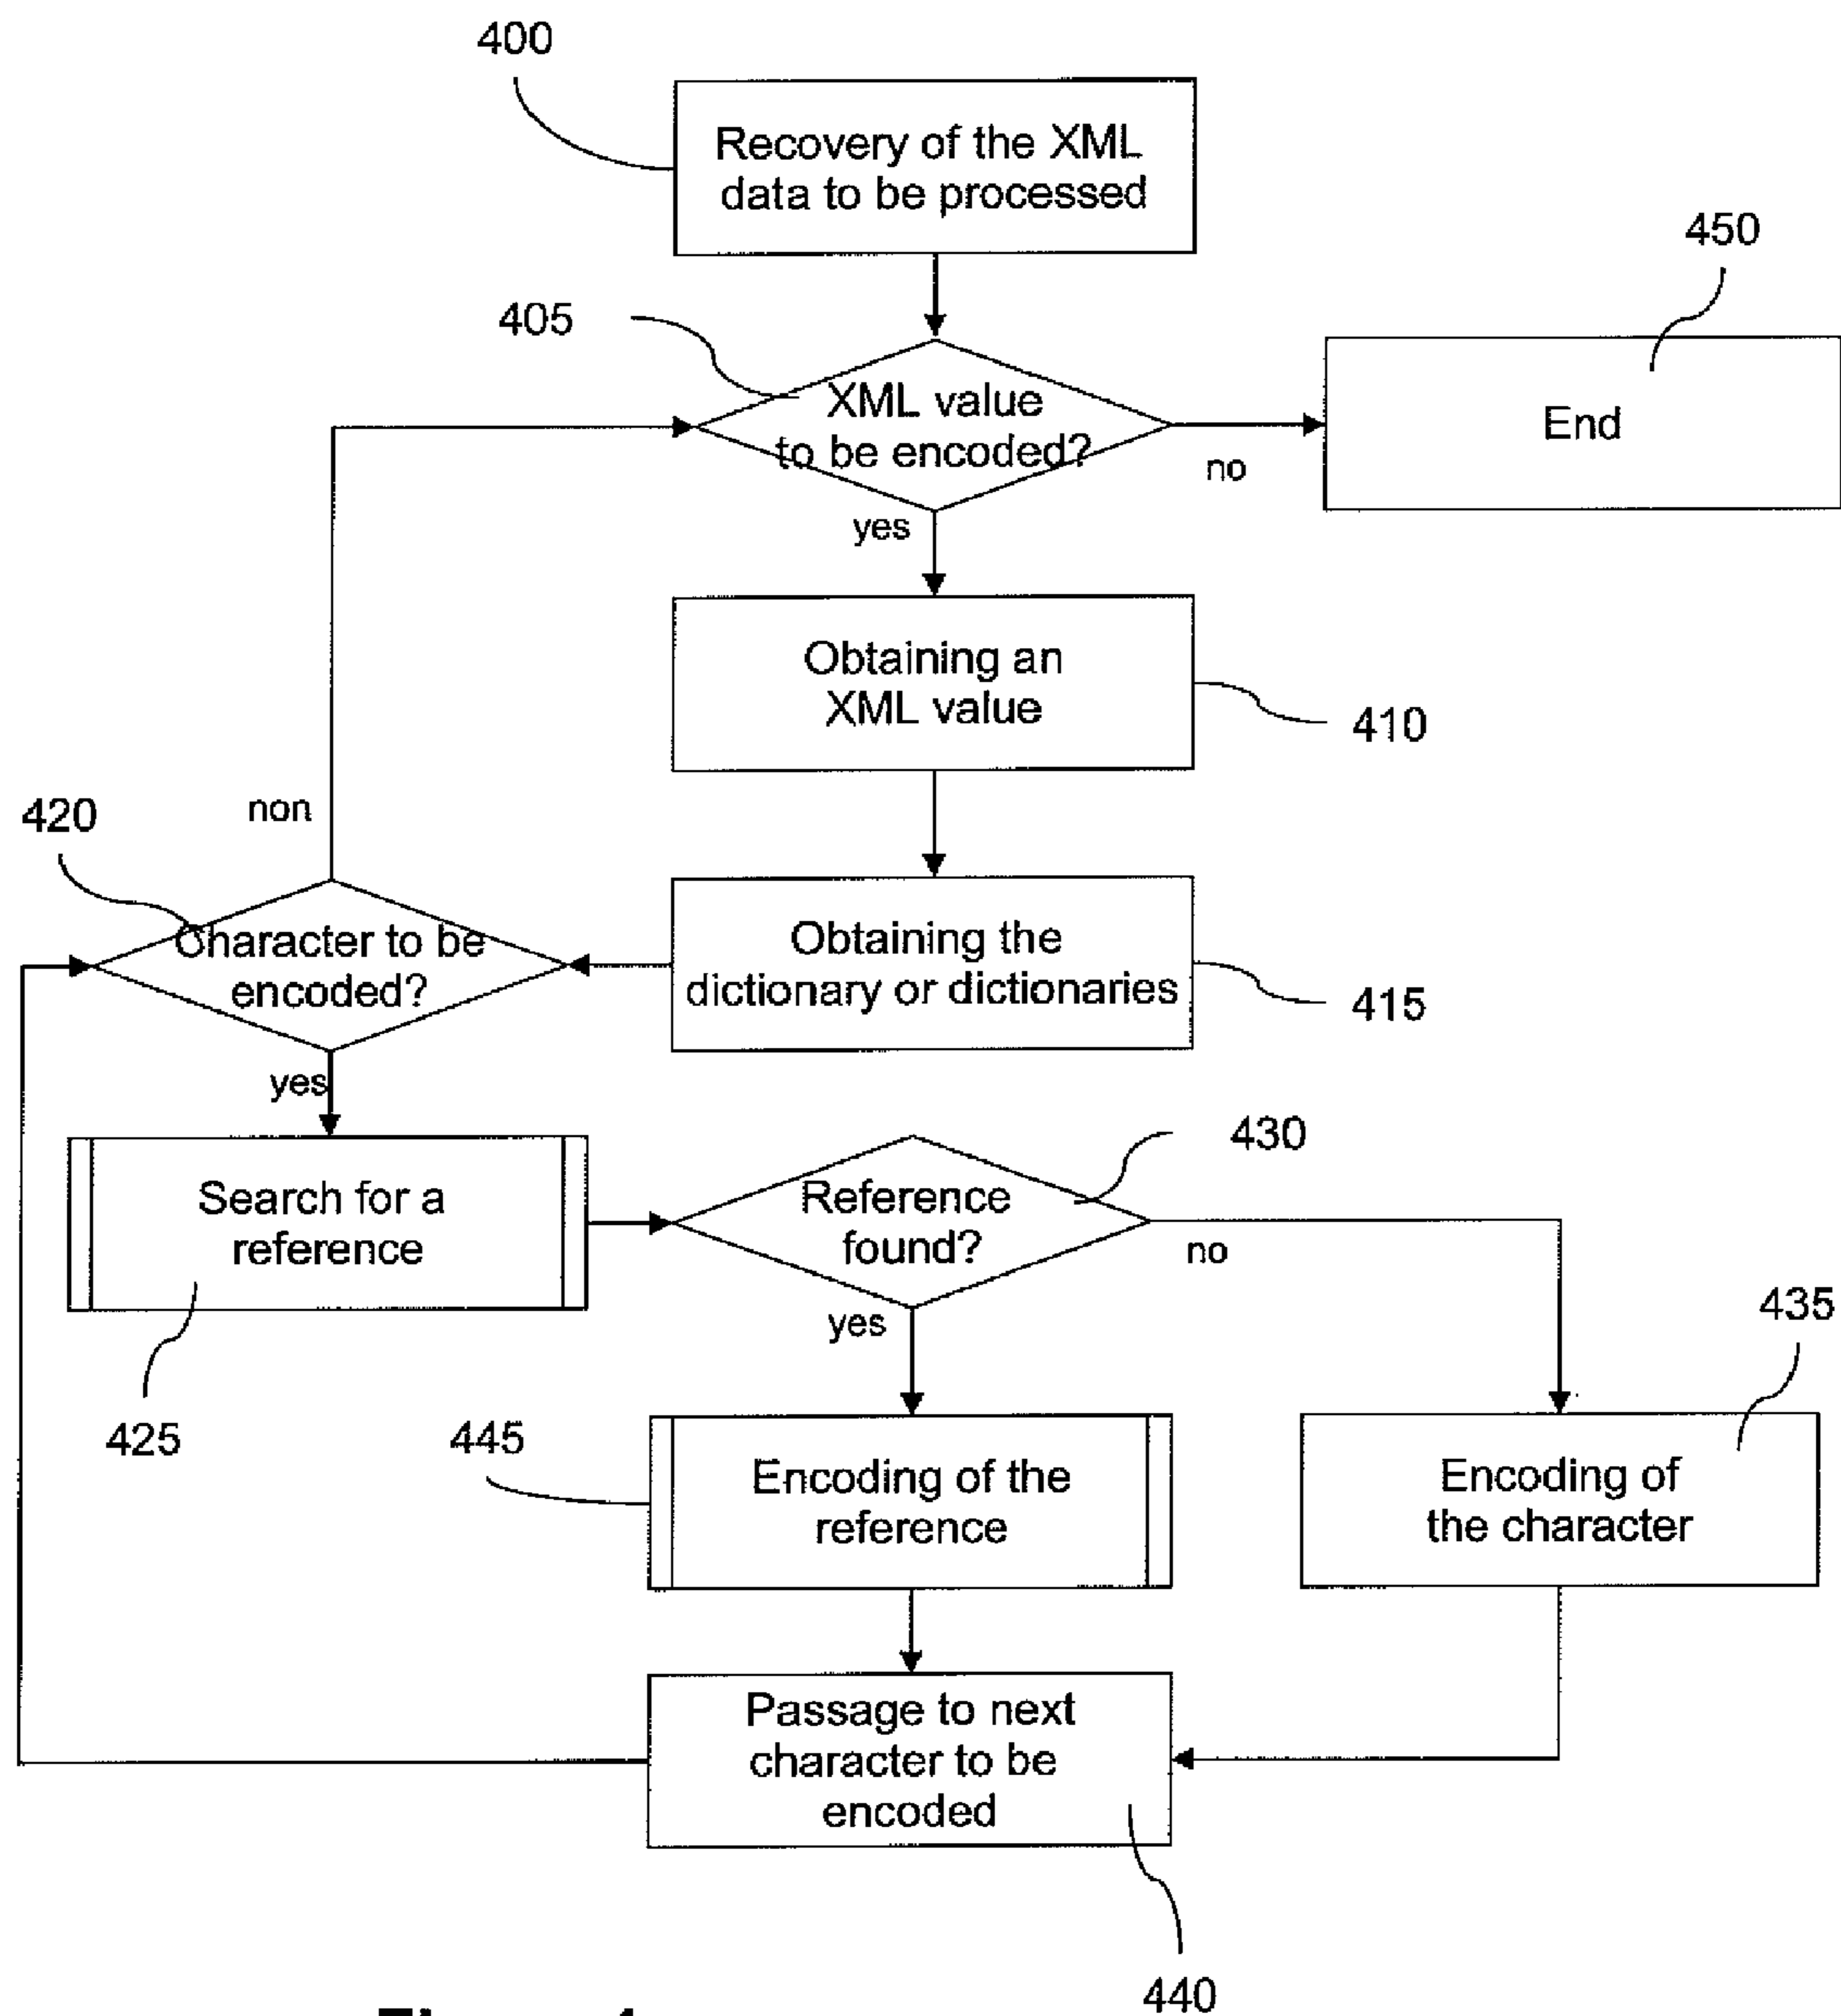 400
Recovery of the XML
data to be processed
450
405
XML value
to be encoded?
End
no
yes
Obtaining an
XML value
410
420
non
Character to be
encoded?
Obtaining the
dictionary or dictionaries
415
yes
430
Search for a
reference
Reference
found?
no
435
yes
425
445
Encoding of the
reference
Encoding of
the character
Passage to next
character to be
encoded
440